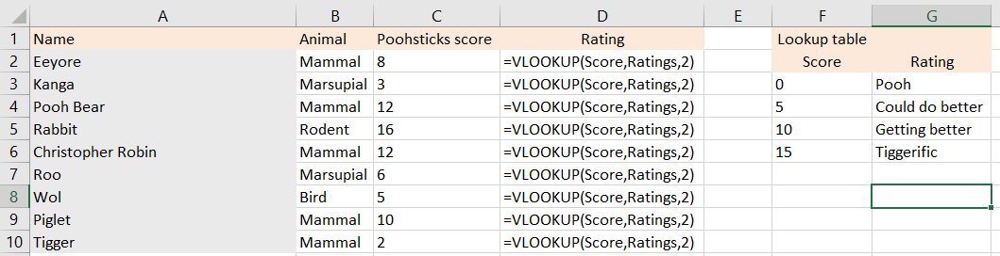 A B C D E F G
1 Name Animal Poohsticks score Rating Lookup table
2 Eeyore Mammal 8 =VLOOKUP(Score,Ratings,2) Score Rating
3 Kanga Marsupial 3 =VLOOKUP(Score,Ratings,2) 0 Pooh
4 Pooh Bear Mammal 12 =VLOOKUP(Score,Ratings,2) 5 Could do better
5 Rabbit Rodent 16 =VLOOKUP(Score,Ratings,2) 10 Getting better
6 Christopher Robin Mammal 12 =VLOOKUP(Score,Ratings,2) 15 Tiggerific
7 Roo Marsupial 6 =VLOOKUP(Score,Ratings,2)
8 Wol Bird 5 =VLOOKUP(Score,Ratings,2)
9 Piglet Mammal 10 =VLOOKUP(Score,Ratings,2)
10 Tigger Mammal 2 =VLOOKUP(Score,Ratings,2)